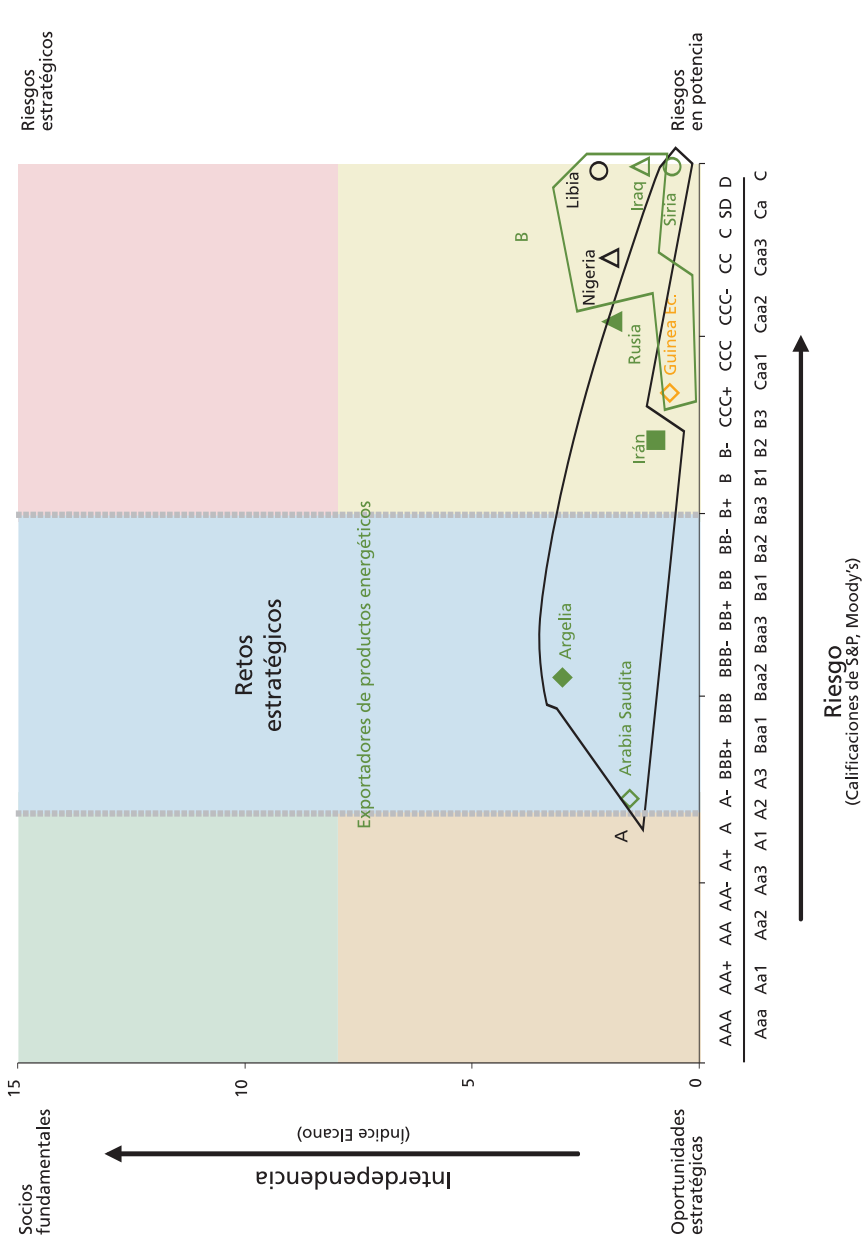 Socios
fundamentales
Riesgos
estratégicos
15
10
5
0
Interdependencia
(Índice Elcano)
Retos
estratégicos
Exportadores de productos energéticos
B
A
Arabia Saudita
Argelia
Irán
Guinea Ec.
Rusia
Nigeria
Libia
Iraq
Siria
Oportunidades
estratégicas
Riesgos
en potencia
AAA AA+ AA AA- A+ A A- BBB+ BBB BBB- BB+ BB BB- B+ B B- CCC+ CCC CCC- CC C SD D
Aaa Aa1 Aa2 Aa3 A1 A2 A3 Baa1 Baa2 Baa3 Ba1 Ba2 Ba3 B1 B2 B3 Caa1 Caa2 Caa3 Ca C
Riesgo
(Calificaciones de S&P, Moody's)